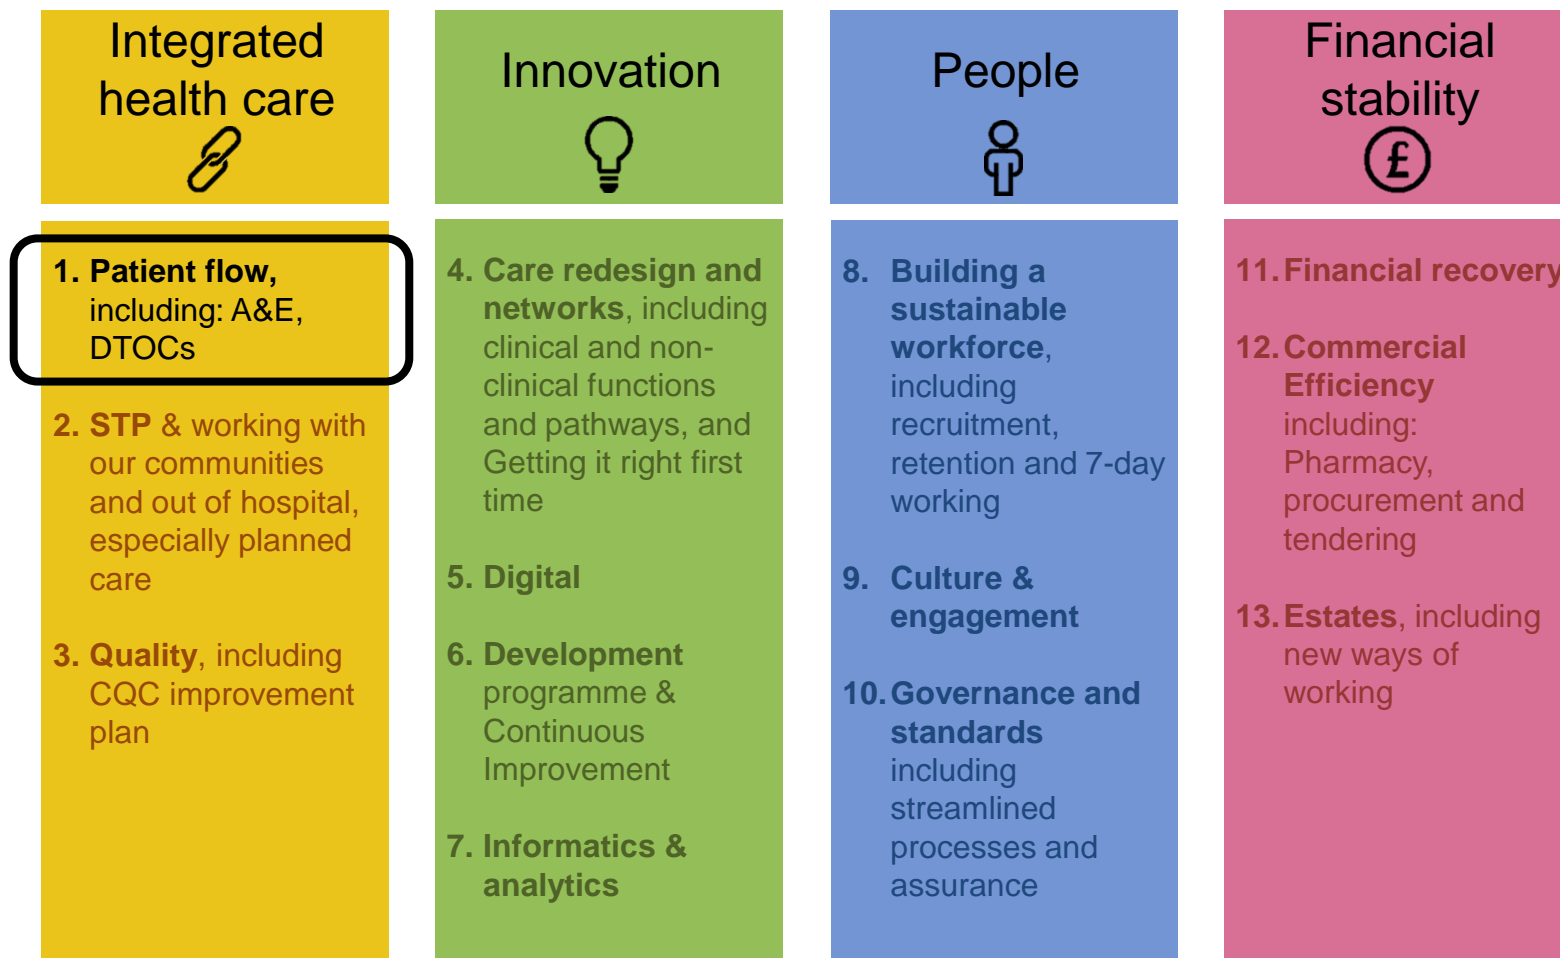 Integrated
health care
1. Patient flow,
including: A&E,
DTOCs
2. STP & working with
our communities
and out of hospital,
especially planned
care
3. Quality, including
CQC improvement
plan
Innovation
4. Care redesign and
networks, including
clinical and non-
clinical functions
and pathways, and
Getting it right first
time
5. Digital
6. Development
programme &
Continuous
Improvement
7. Informatics &
analytics
People
8. Building a
sustainable
workforce,
including
recruitment,
retention and 7-day
working
9. Culture &
engagement
10. Governance and
standards
including
streamlined
processes and
assurance
Financial
stability
£
11. Financial recovery
12. Commercial
Efficiency
including:
Pharmacy,
procurement and
tendering
13. Estates, including
new ways of
working